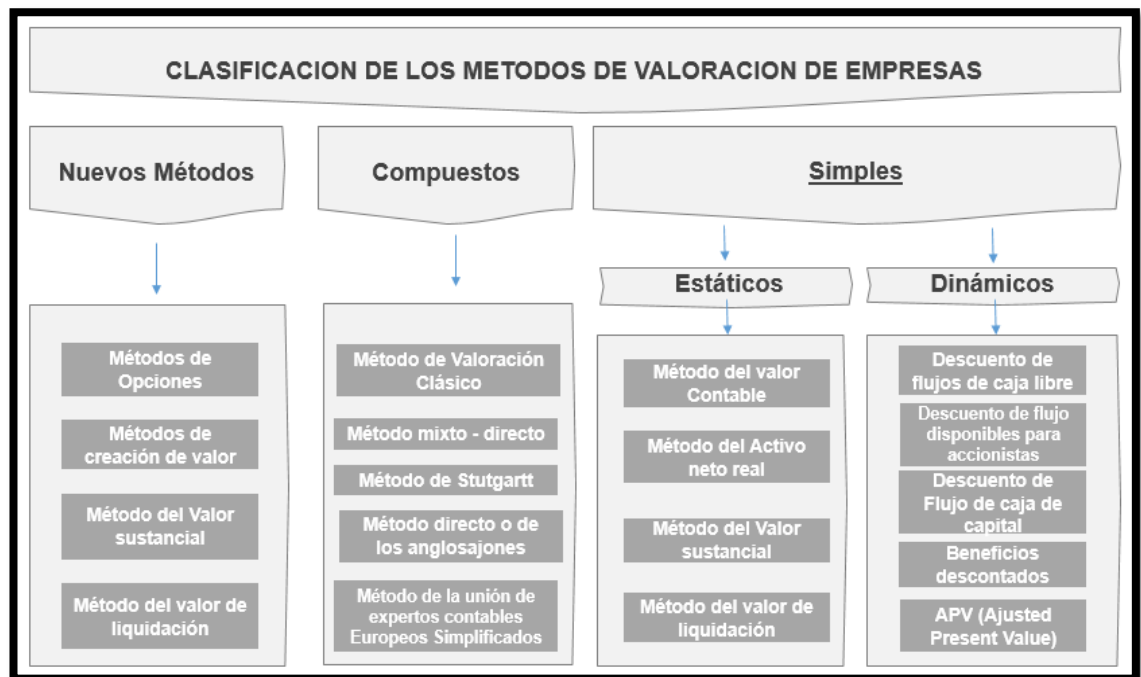 CLASIFICACION DE LOS METODOS DE VALORACION DE EMPRESAS
Nuevos Métodos
Métodos de
Opciones
Métodos de
creación de valor
Método del Valor
sustancial
Método del valor de
liquidación
Compuestos
Método de Valoración
Clásico
Método mixto - directo
Método de Stutgartt
Método directo o de
los anglosajones
Método de la unión de
expertos contables
Europeos Simplificados
Simples
Estáticos
Método del valor
Contable
Método del Activo
neto real
Método del Valor
sustancial
Método del valor de
liquidación
Dinámicos
Descuento de
flujos de caja libre
Descuento de flujo
disponibles para
accionistas
Descuento de
Flujo de caja de
capital
Beneficios
descontados
APV (Ajusted
Present Value)